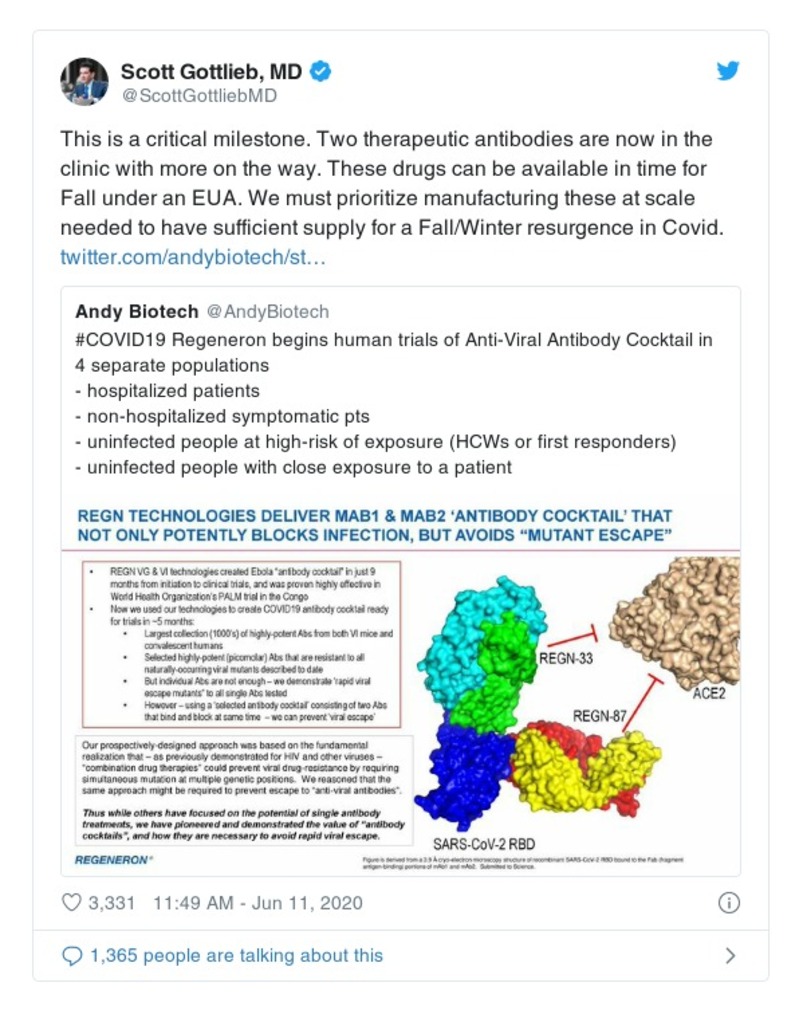 Scott Gottlieb, MD
@ScottGottliebMD
This is a critical milestone. Two therapeutic antibodies are now in the
clinic with more on the way. These drugs can be available in time for
Fall under an EUA. We must prioritize manufacturing these at scale
needed to have sufficient supply for a Fall/Winter resurgence in Covid.
twitter.com/andybiotech/st…
Andy Biotech @AndyBiotech
#COVID19 Regeneron begins human trials of Anti-Viral Antibody Cocktail in
4 separate populations
- hospitalized patients
- non-hospitalized symptomatic pts
- uninfected people at high-risk of exposure (HCWs or first responders)
- uninfected people with close exposure to a patient
REGN TECHNOLOGIES DELIVER MAB1 & MAB2 ‘ANTIBODY COCKTAIL’ THAT
NOT ONLY POTENTLY BLOCKS INFECTION, BUT AVOIDS “MUTANT ESCAPE”
• REGN VG & VI technologies created Ebola “antibody cocktail” in just 9
months from initiation to clinical trials, and was proven highly effective in
World Health Organization's PALM trial in the Congo
• Now we used our technologies to create COVID19 antibody cocktail ready
for trials in ~5 months:
• Largest collection (1000's) of highly-potent Abs from both VI mice and
convalescent humans
• Selected highly-potent (picomolar) Abs that are resistant to all
naturally-occurring viral mutants described to date
• But individual Abs are not enough – we demonstrate ‘rapid viral
escape mutants” to all single Abs tested
• However – using a ‘selected antibody cocktail’ consisting of two Abs
that bind and block at same time – we can prevent ‘viral escape’
Our prospectively-designed approach was based on the fundamental
realization that – as previously demonstrated for HIV and other viruses –
“combination drug therapies” could prevent viral drug-resistance by requiring
simultaneous mutation at multiple genetic positions. We reasoned that the
same approach might be required to prevent escape to “anti-viral antibodies”.
Thus while others have focused on the potential of single antibody
treatments, we have pioneered and demonstrated the value of “antibody
cocktails”, and how they are necessary to avoid rapid viral escape.
REGN-33
ACE2
REGN-87
SARS-CoV-2 RBD
REGENERON®
Figure is derived from a 3.9 Å cryo-electron microscopy structure of recombinant SARS-CoV-2 RBD bound to the Fab (fragment
antigen-binding) portions of mAb1 and mAb2. Submitted to Science.
3,331 11:49 AM - Jun 11, 2020
1,365 people are talking about this